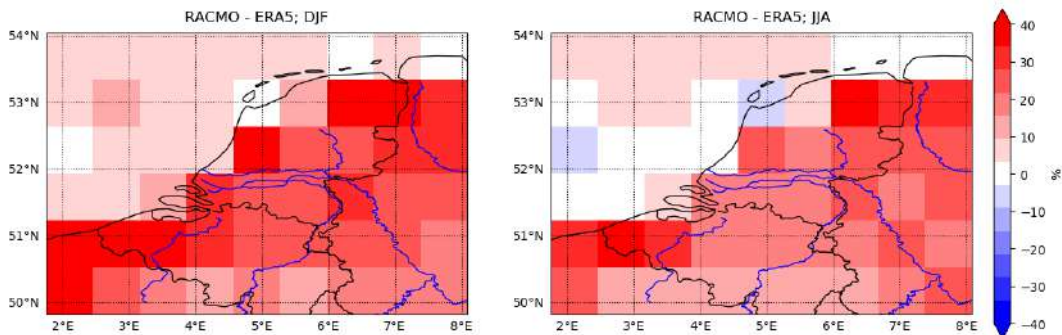 RACMO - ERA5; DJF
54°N
53°N
52°N
51°N
50°N
2°E 3°E 4°E 5°E 6°E 7°E 8°E
RACMO - ERA5; JJA
54°N
53°N
52°N
51°N
50°N
2°E 3°E 4°E 5°E 6°E 7°E 8°E
40
30
20
10
0
−10
−20
−30
−40
%